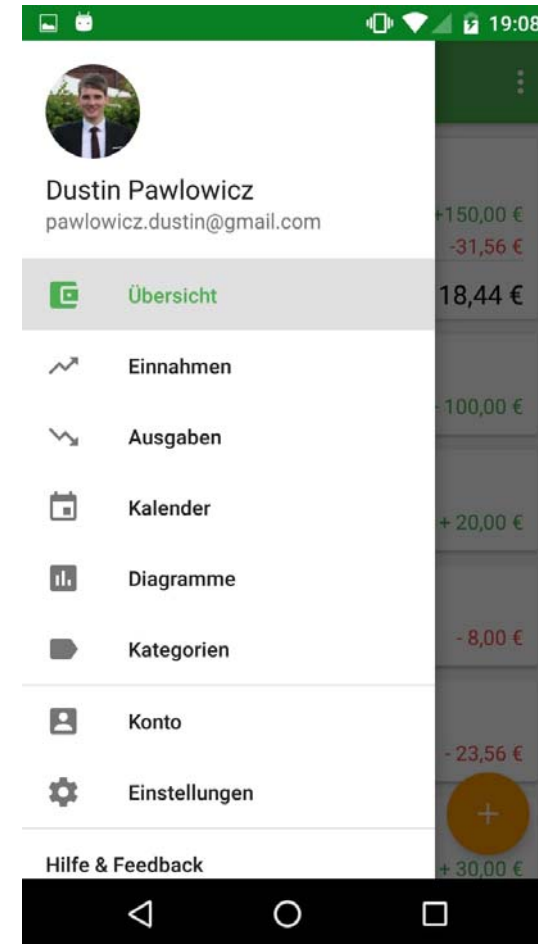 19:08
Dustin Pawlowicz
pawlowicz.dustin@gmail.com
+150,00 €
-31,56 €
Übersicht
18,44 €
Einnahmen
100,00 €
Ausgaben
Kalender
+ 20,00 €
Diagramme
Kategorien
- 8,00 €
Konto
- 23,56 €
Einstellungen
Hilfe & Feedback
+ 30,00 €